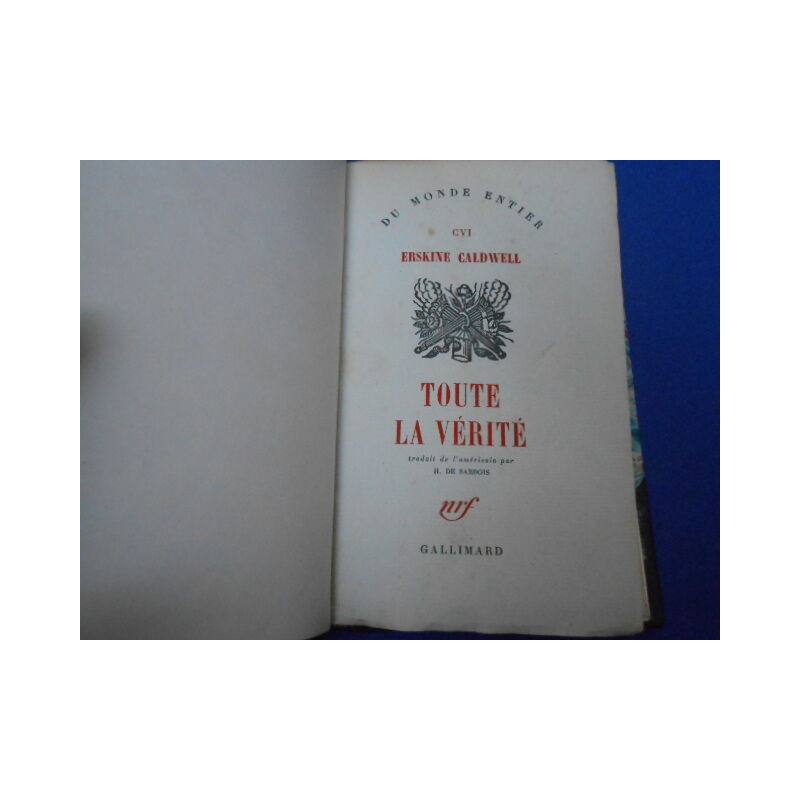 DU MONDE ENTIER
CVI
ERSKINE CALDWELL
TOUTE
LA VÉRITÉ
traduit de l'américain par
H. DE SARBOIS
nrf
GALLIMARD